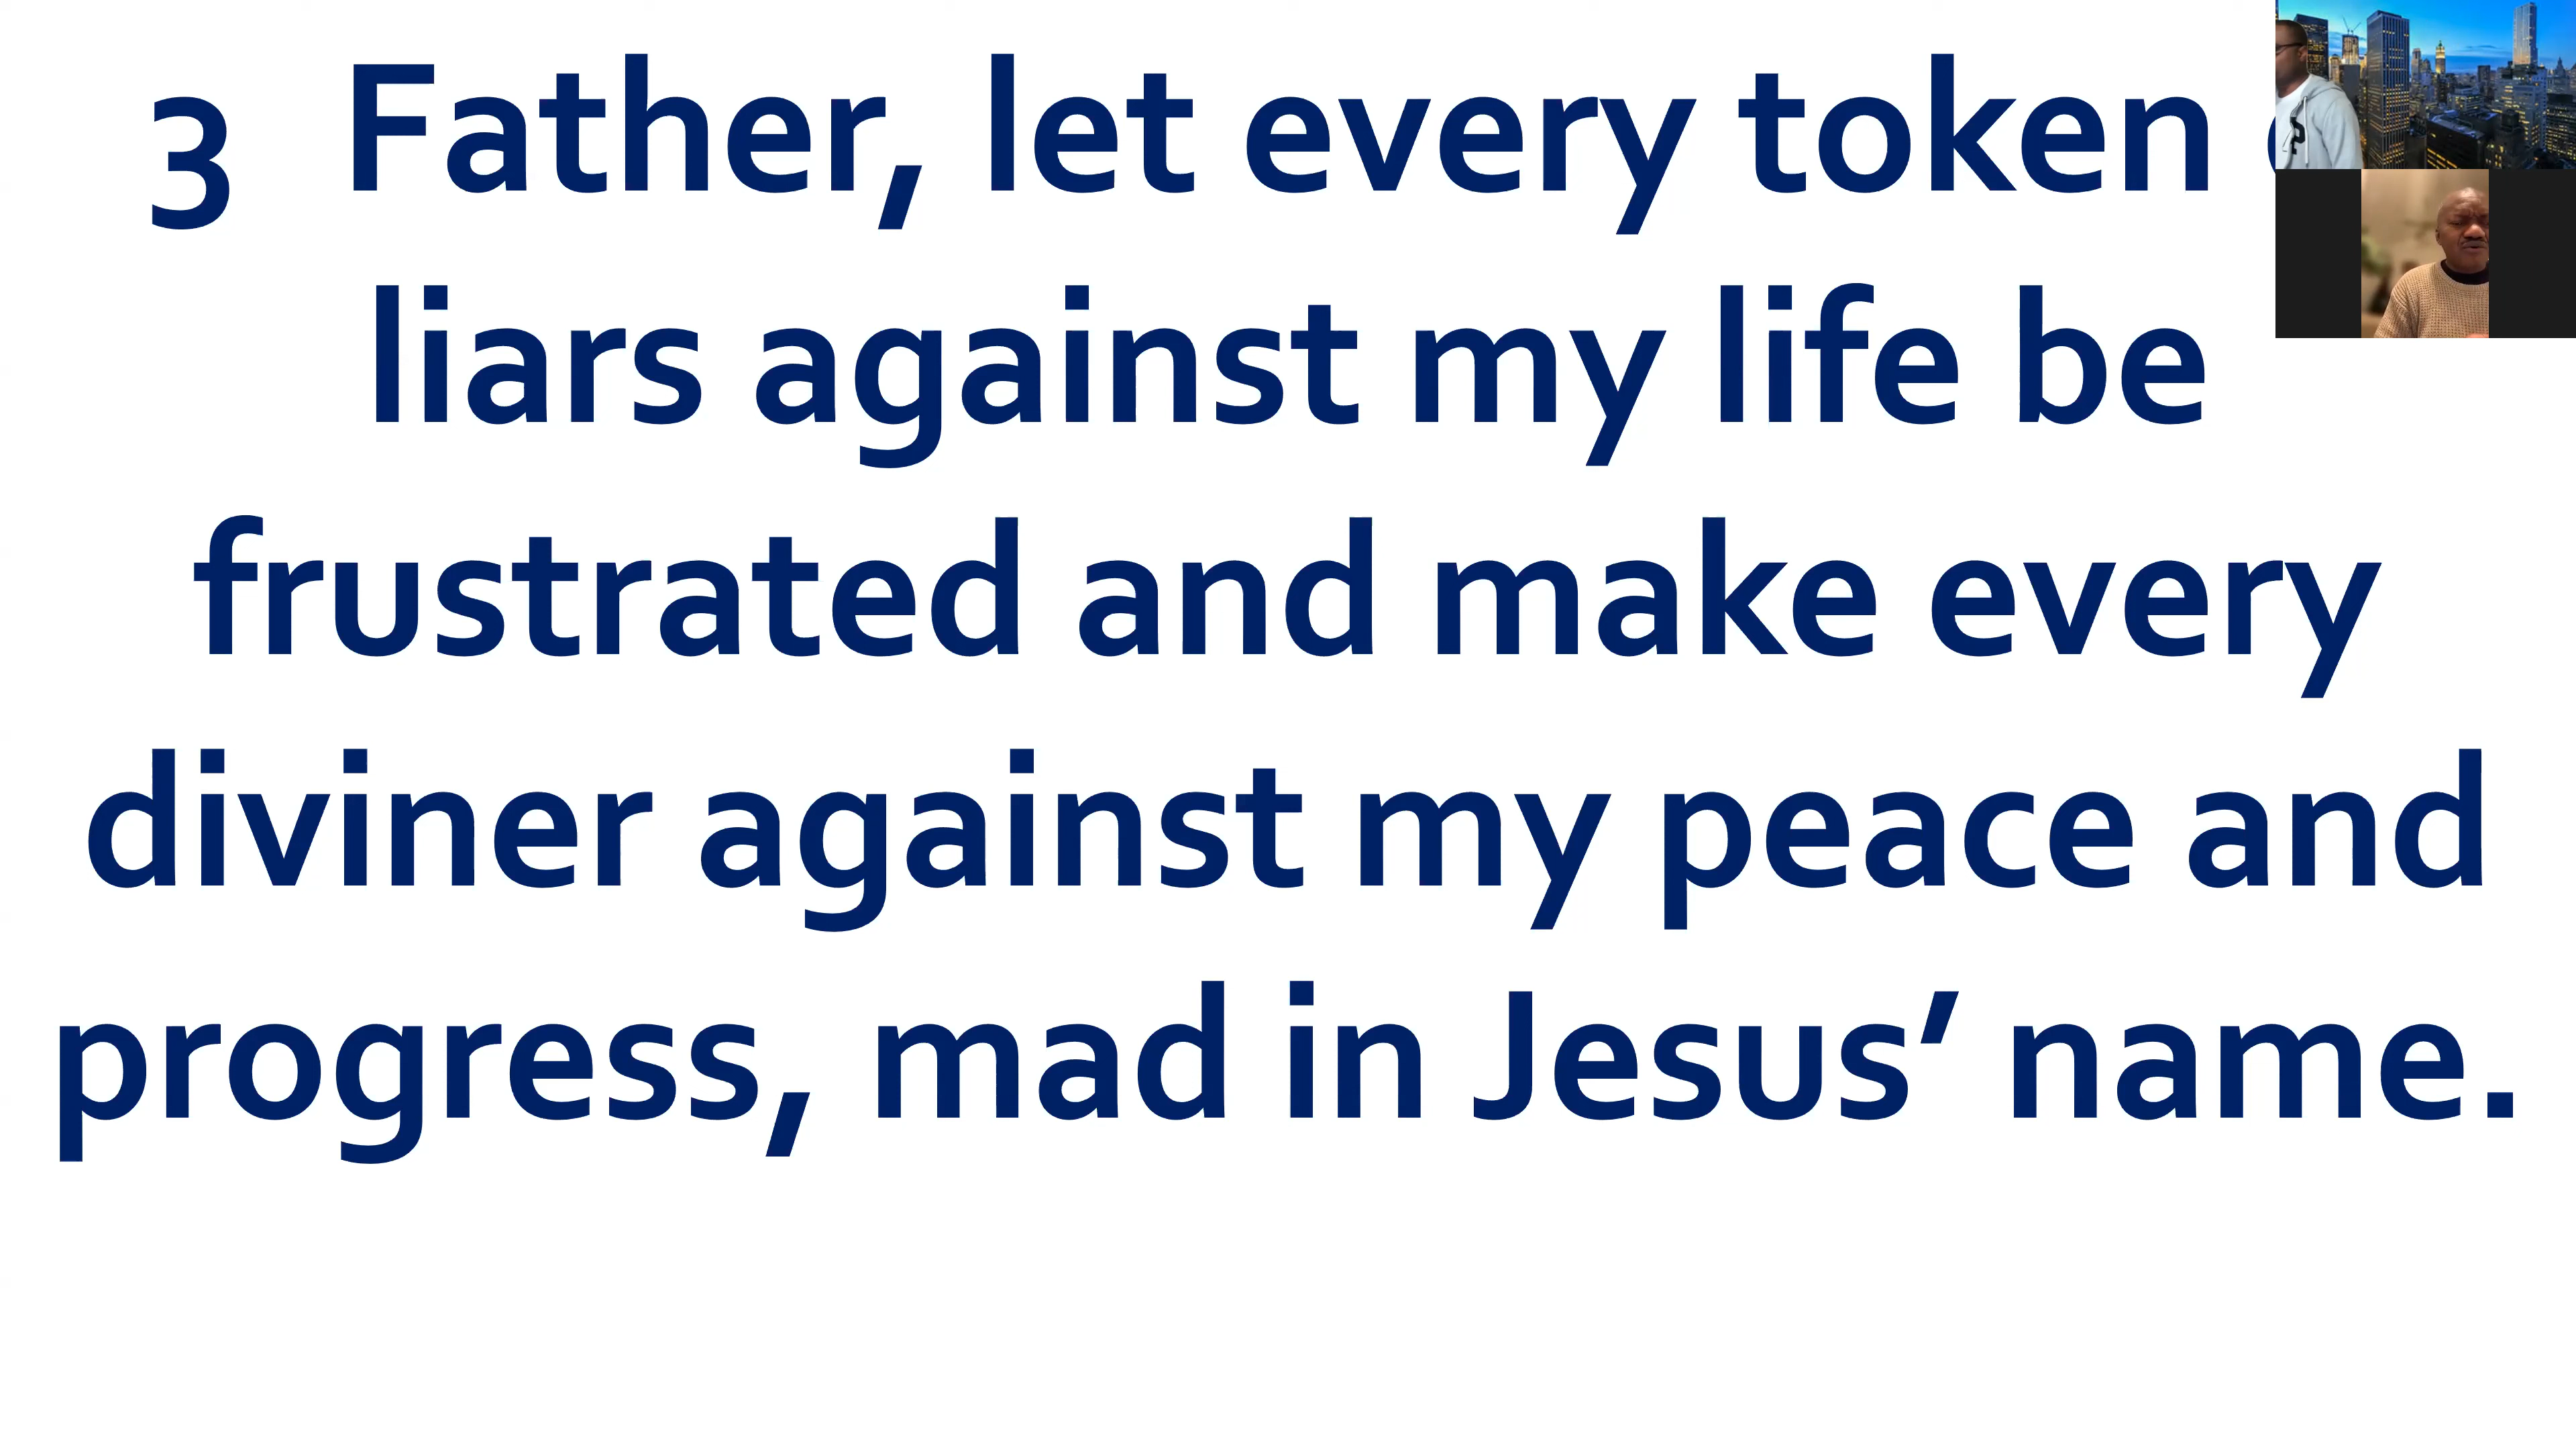 3 Father, let every token
liars against my life be
frustrated and make every
diviner against my peace and
progress, mad in Jesus’ name.